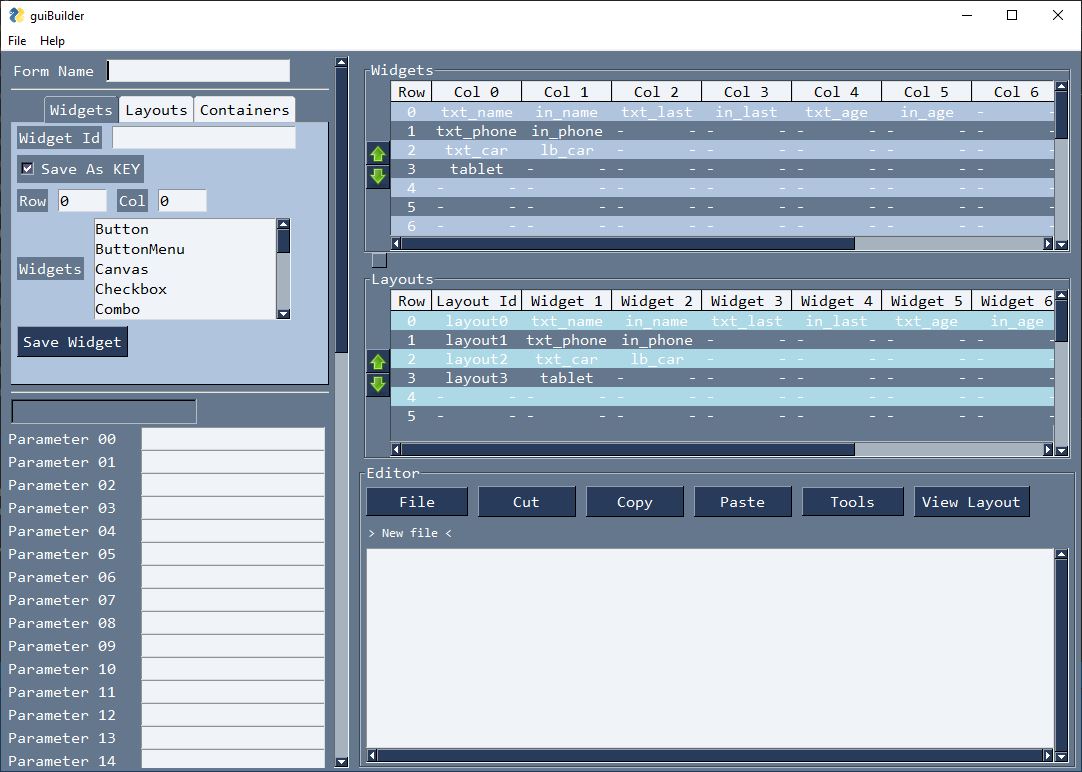 guiBuilder
File Help
Form Name
Widgets Layouts Containers
Widget Id
Save As KEY
Row 0 Col 0
Widgets
Button
ButtonMenu
Canvas
Checkbox
Combo
Save Widget
Parameter 00
Parameter 01
Parameter 02
Parameter 03
Parameter 04
Parameter 05
Parameter 06
Parameter 07
Parameter 08
Parameter 09
Parameter 10
Parameter 11
Parameter 12
Parameter 13
Parameter 14
Widgets
Row Col 0 Col 1 Col 2 Col 3 Col 4 Col 5 Col 6
0 txt_name in_name txt_last in_last txt_age in_age -
1 txt_phone in_phone - - - - - - - - -
2 txt_car lb_car - - - - - - - - -
3 tablet - - - - - - - - - - -
4 - - - - - - - - - - - - -
5 - - - - - - - - - - - - -
6 - - - - - - - - - - - - -
Layouts
Row Layout Id Widget 1 Widget 2 Widget 3 Widget 4 Widget 5 Widget 6
0 layout0 txt_name in_name txt_last in_last txt_age in_age
1 layout1 txt_phone in_phone - - - - - - - -
2 layout2 txt_car lb_car - - - - - - - -
3 layout3 tablet - - - - - - - - - -
4 - - - - - - - - - - - - - -
5 - - - - - - - - - - - - - -
Editor
File Cut Copy Paste Tools View Layout
> New file <